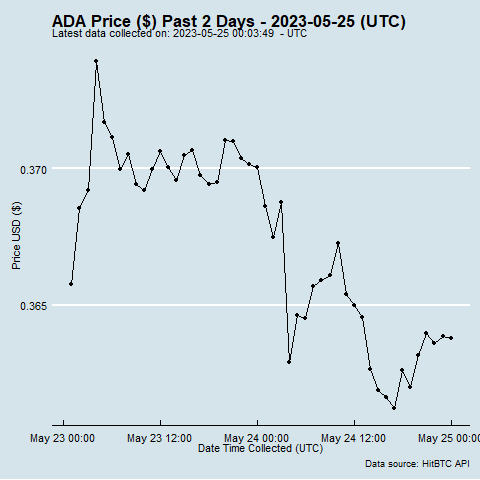 ADA Price ($) Past 2 Days - 2023-05-25 (UTC)
Latest data collected on: 2023-05-25 00:03:49  - UTC
0.370
Price USD ($)
0.365
May 23 00:00
May 23 12:00
May 24 00:00
May 24 12:00
May 25 00:00
Date Time Collected (UTC)
Data source: HitBTC API